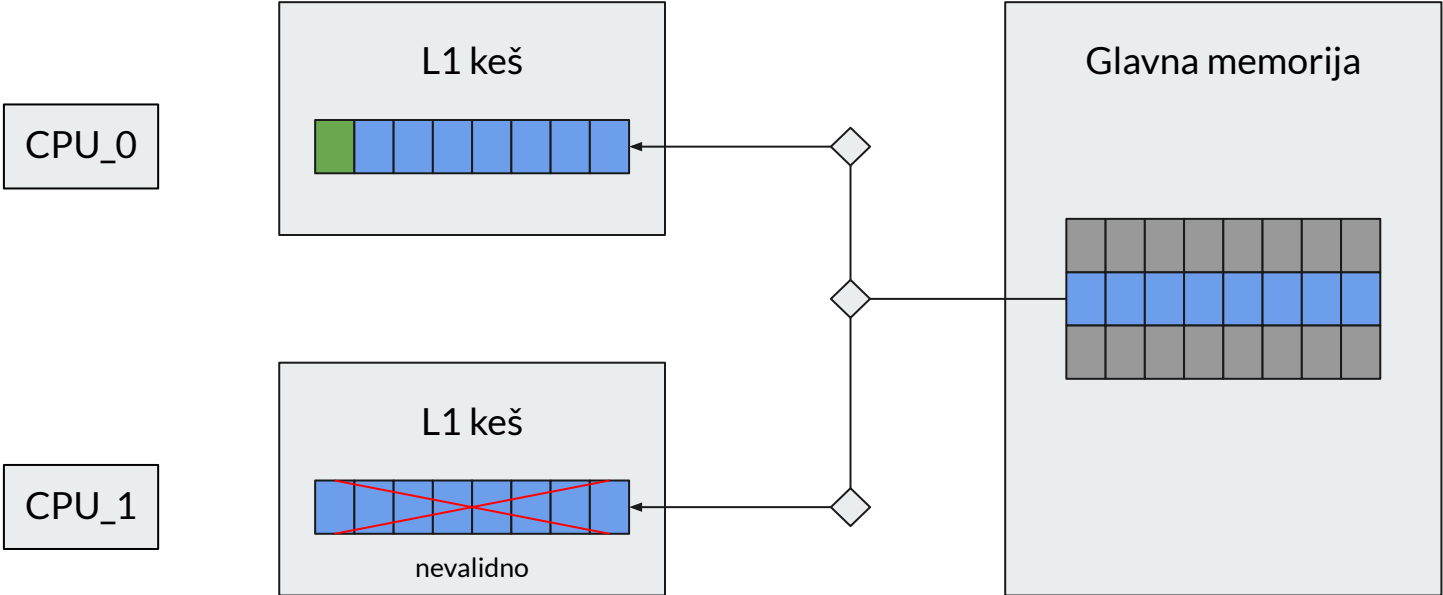 L1 keš
Glavna memorija
CPU_0
L1 keš
CPU_1
nevalidno